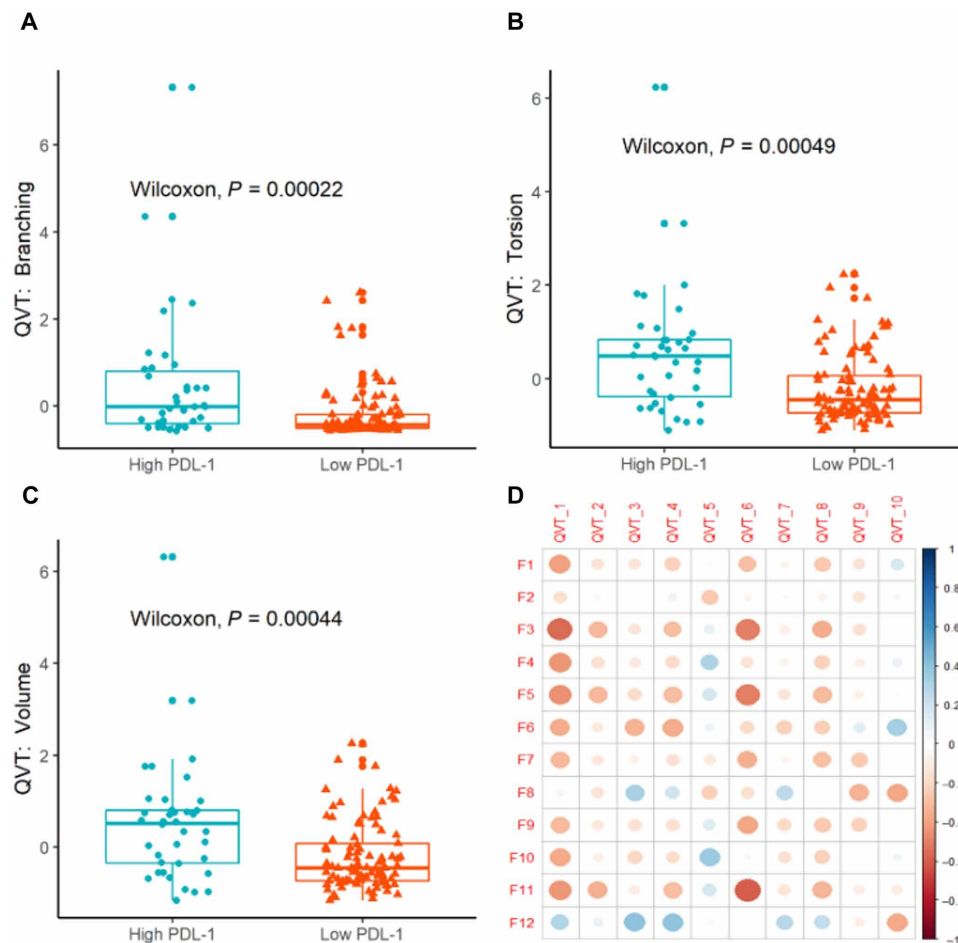 A
QVT: Branching
6
4
2
0
Wilcoxon, P = 0.00022
High PDL-1 Low PDL-1
B
QVT: Torsion
6
4
2
0
Wilcoxon, P = 0.00049
High PDL-1 Low PDL-1
C
QVT: Volume
6
4
2
0
Wilcoxon, P = 0.00044
High PDL-1 Low PDL-1
D
QVT_1 QVT_2 QVT_3 QVT_4 QVT_5 QVT_6 QVT_7 QVT_8 QVT_9 QVT_10
F1
F2
F3
F4
F5
F6
F7
F8
F9
F10
F11
F12
1
0.8
0.6
0.4
0.2
0
-0.2
-0.4